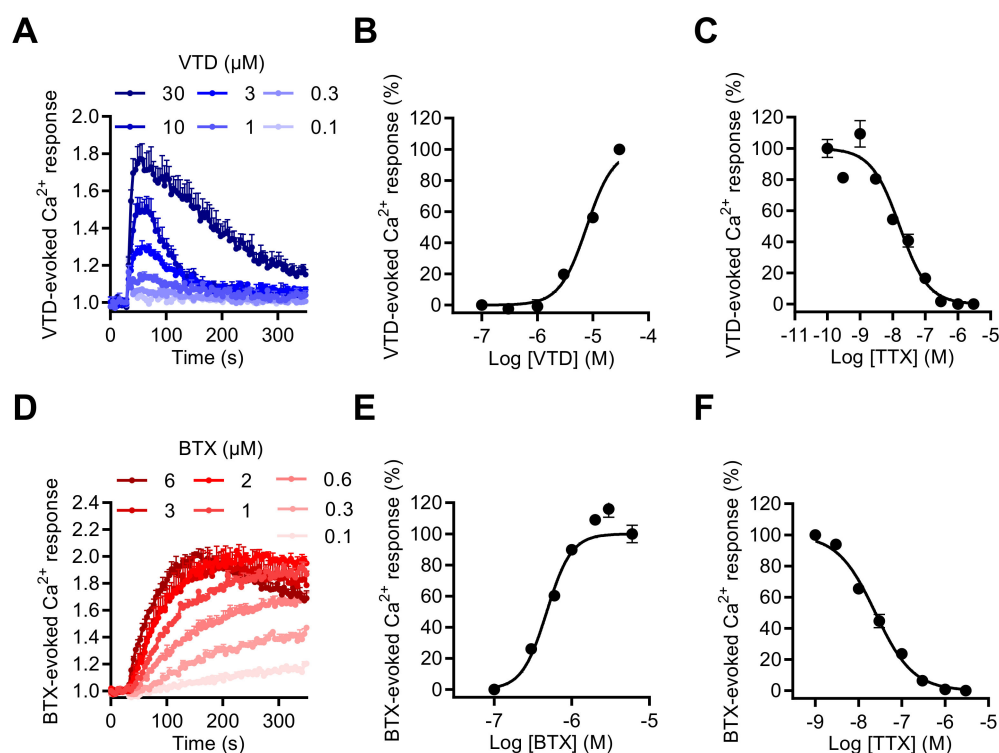 A
VTD (µM)
30 3 0.3
10 1 0.1
VTD-evoked Ca²⁺ response
2.0
1.8
1.6
1.4
1.2
1.0
0 100 200 300
Time (s)
B
VTD-evoked Ca²⁺ response (%)
120
100
80
60
40
20
0
-7 -6 -5 -4
Log [VTD] (M)
C
VTD-evoked Ca²⁺ response (%)
120
100
80
60
40
20
0
-11 -10 -9 -8 -7 -6 -5
Log [TTX] (M)
D
BTX (µM)
6 2 0.6
3 1 0.3
0.1
BTX-evoked Ca²⁺ response
2.4
2.2
2.0
1.8
1.6
1.4
1.2
1.0
0 100 200 300
Time (s)
E
BTX-evoked Ca²⁺ response (%)
120
100
80
60
40
20
0
-7 -6 -5
Log [BTX] (M)
F
BTX-evoked Ca²⁺ response (%)
120
100
80
60
40
20
0
-9 -8 -7 -6 -5
Log [TTX] (M)